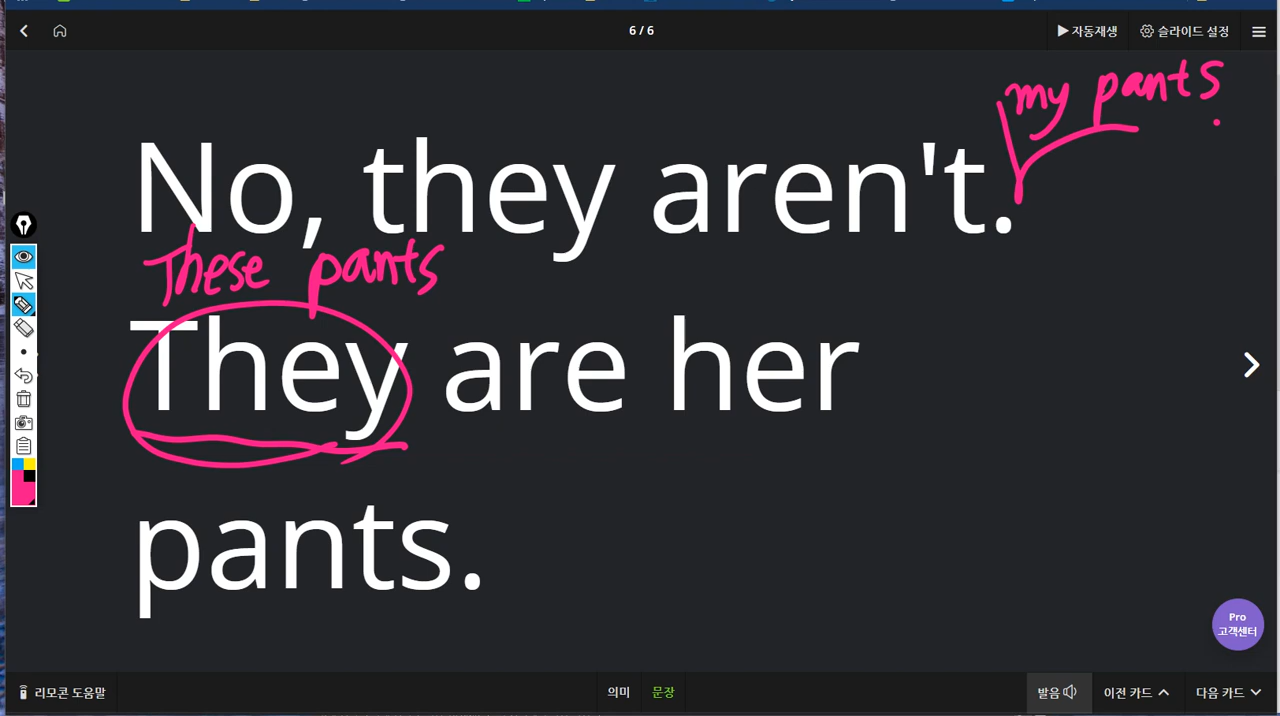 6 / 6
자동재생
슬라이드 설정
my pants.
No, they aren't.
These pants
They are her
pants.
Pro
고객센터
리모콘 도움말
의미
문장
발음
이전 카드
다음 카드